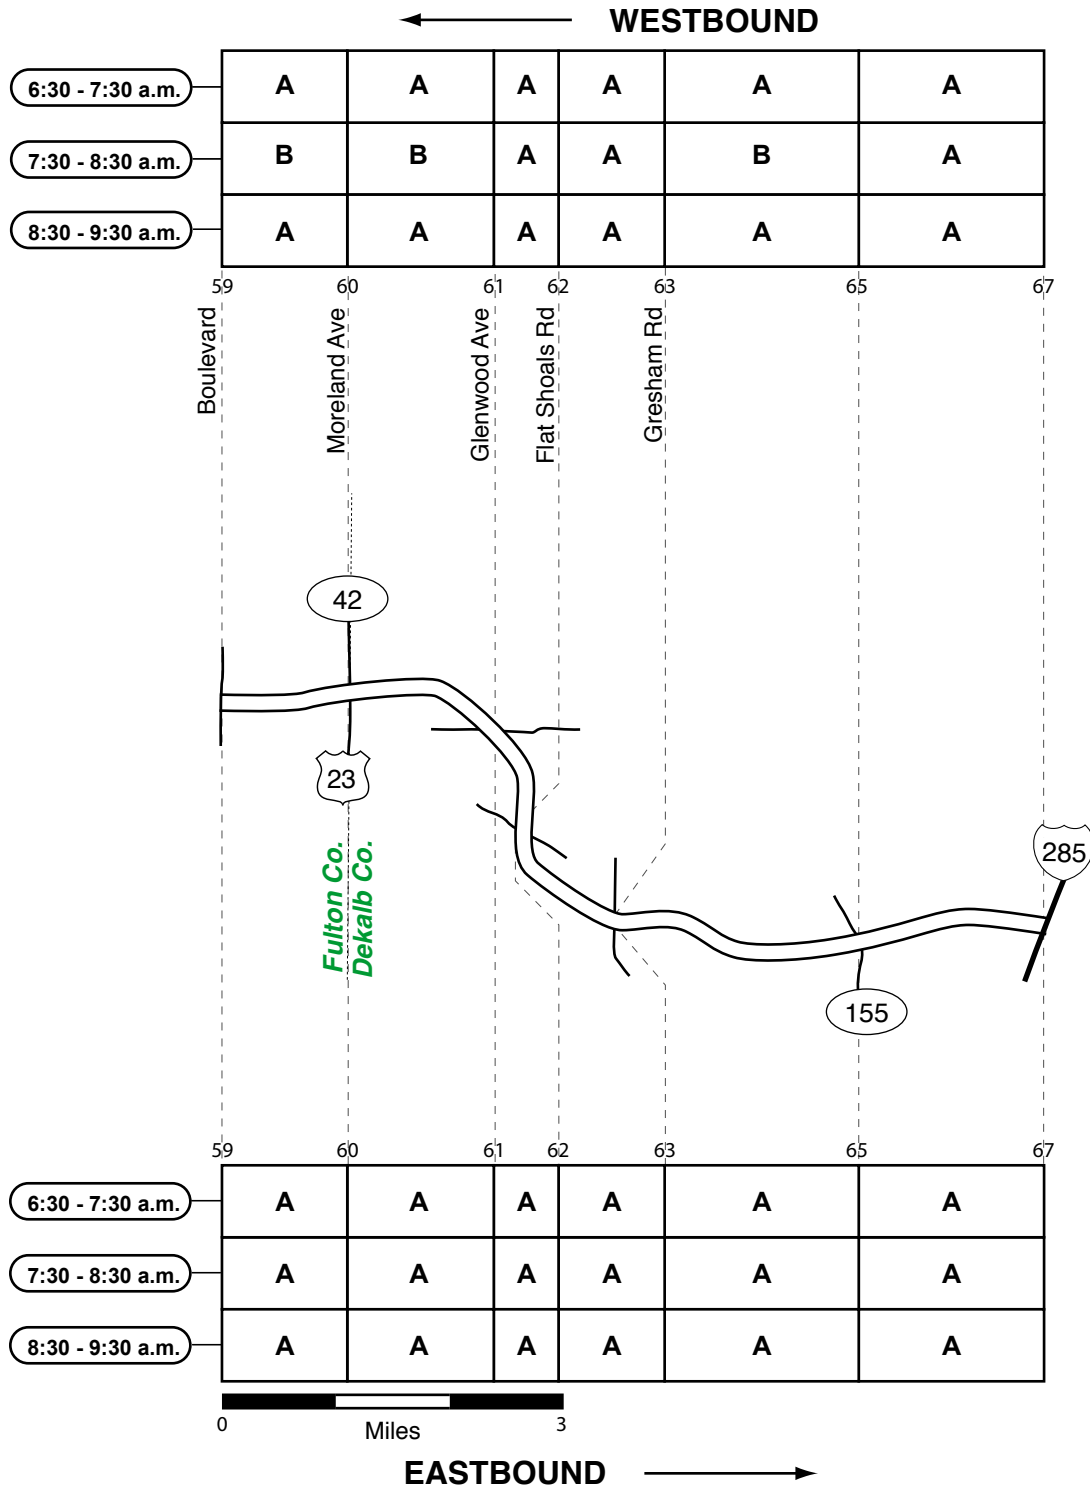 WESTBOUND
6:30 - 7:30 a.m. A A A A A A
7:30 - 8:30 a.m. B B A A B A
8:30 - 9:30 a.m. A A A A A A
59 60 61 62 63 65 67
Boulevard
Moreland Ave
Glenwood Ave
Flat Shoals Rd
Gresham Rd
42
23
Fulton Co.
Dekalb Co.
285
155
59 60 61 62 63 65 67
6:30 - 7:30 a.m. A A A A A A
7:30 - 8:30 a.m. A A A A A A
8:30 - 9:30 a.m. A A A A A A
0 Miles 3
EASTBOUND